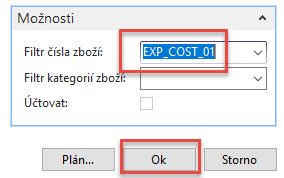 Možnosti
Filtr čísla zboží: EXP_COST_01
Filtr kategorií zboží:
Účtovat:
Plán... Ok Storno